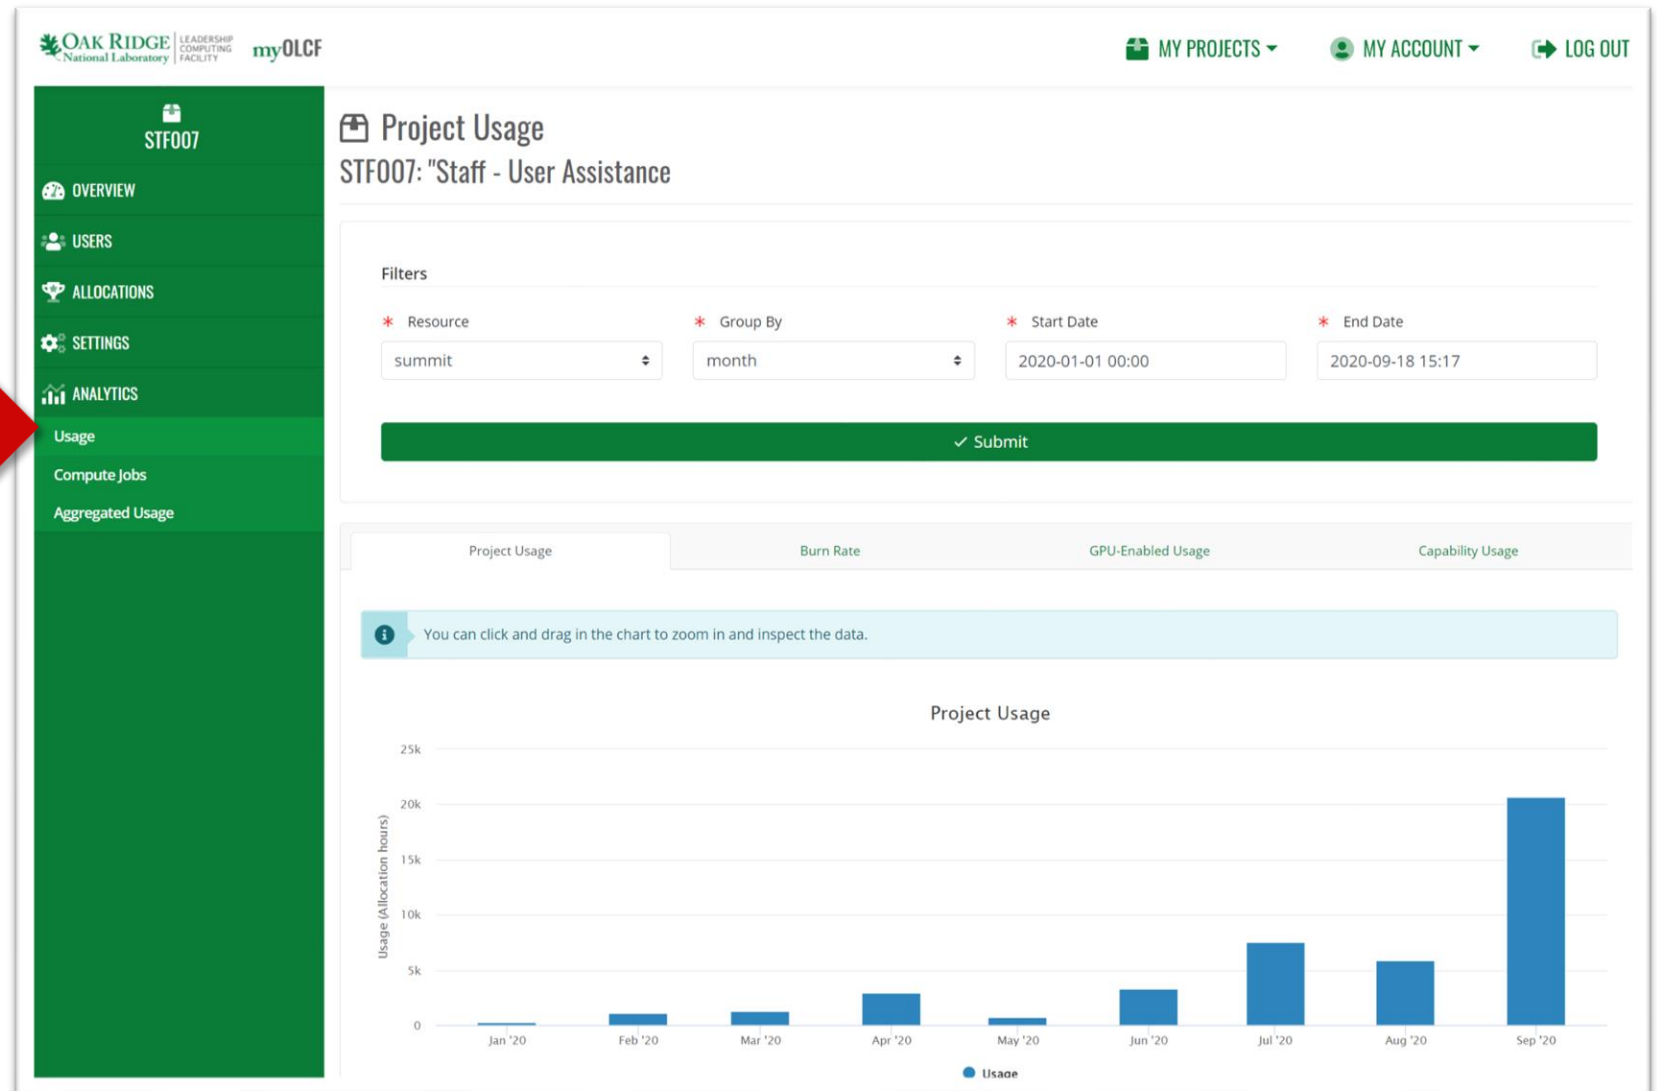 OAK RIDGE
National Laboratory
LEADERSHIP
COMPUTING
FACILITY
myOLCF
MY PROJECTS
MY ACCOUNT
LOG OUT
STF007
OVERVIEW
USERS
ALLOCATIONS
SETTINGS
ANALYTICS
Usage
Compute Jobs
Aggregated Usage
Project Usage
STF007: "Staff - User Assistance
Filters
* Resource
summit
* Group By
month
* Start Date
2020-01-01 00:00
* End Date
2020-09-18 15:17
Submit
Project Usage
Burn Rate
GPU-Enabled Usage
Capability Usage
You can click and drag in the chart to zoom in and inspect the data.
Project Usage
Usage (Allocation hours)
25k
20k
15k
10k
5k
0
Jan '20
Feb '20
Mar '20
Apr '20
May '20
Jun '20
Jul '20
Aug '20
Sep '20
Usage